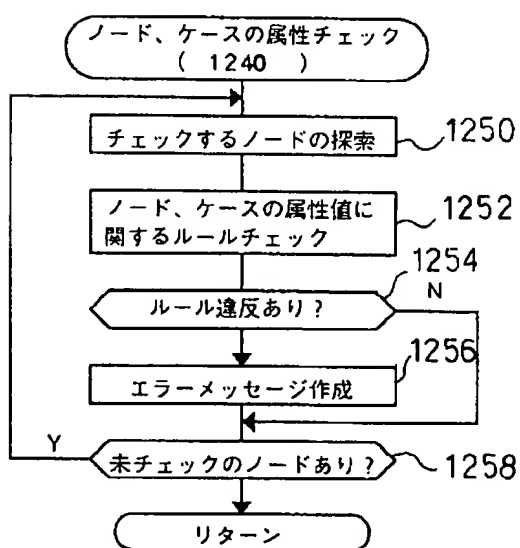 ノード、ケースの属性チェック
( 1240 )
チェックするノードの探索
1250
ノード、ケースの属性値に
関するルールチェック
1252
ルール違反あり?
1254
N
エラーメッセージ作成
1256
Y
未チェックのノードあり?
1258
リターン